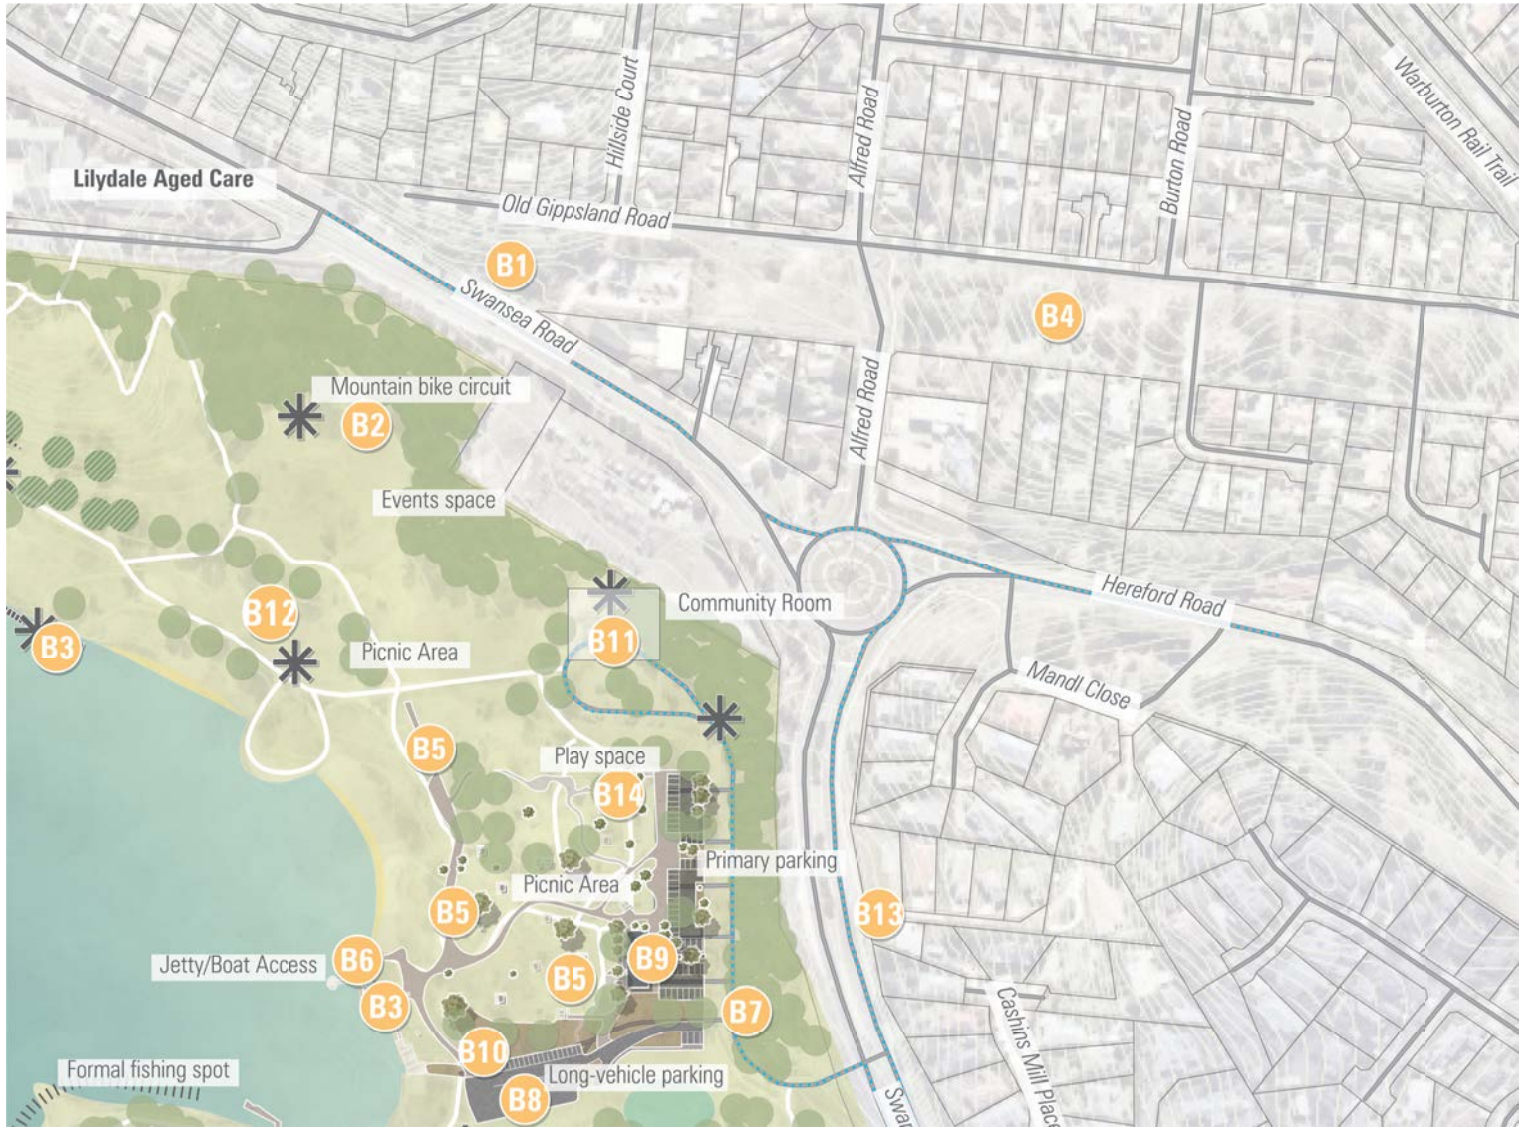 Hillside Court
Alfred Road
Burton Road
Warburton Rail Trail
Lilydale Aged Care
Old Gippsland Road
B1
Swansea Road
B4
Mountain bike circuit
B2
Alfred Road
Events space
B12
Community Room
Hereford Road
B3
Picnic Area
B11
Mandl Close
B5
Play space
B14
Primary parking
Picnic Area
B5
B13
Jetty/Boat Access
B6
B9
B5
B3
B7
Cashins Mill Place
B10
Formal fishing spot
Long-vehicle parking
B8
Swan